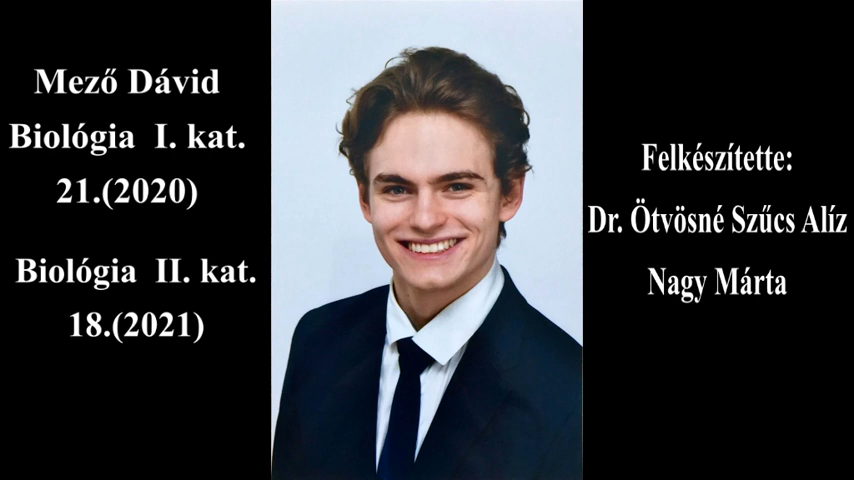 Mező Dávid
Biológia I. kat.
21.(2020)
Biológia II. kat.
18.(2021)
Felkészítette:
Dr. Ötvösné Szűcs Alíz
Nagy Márta